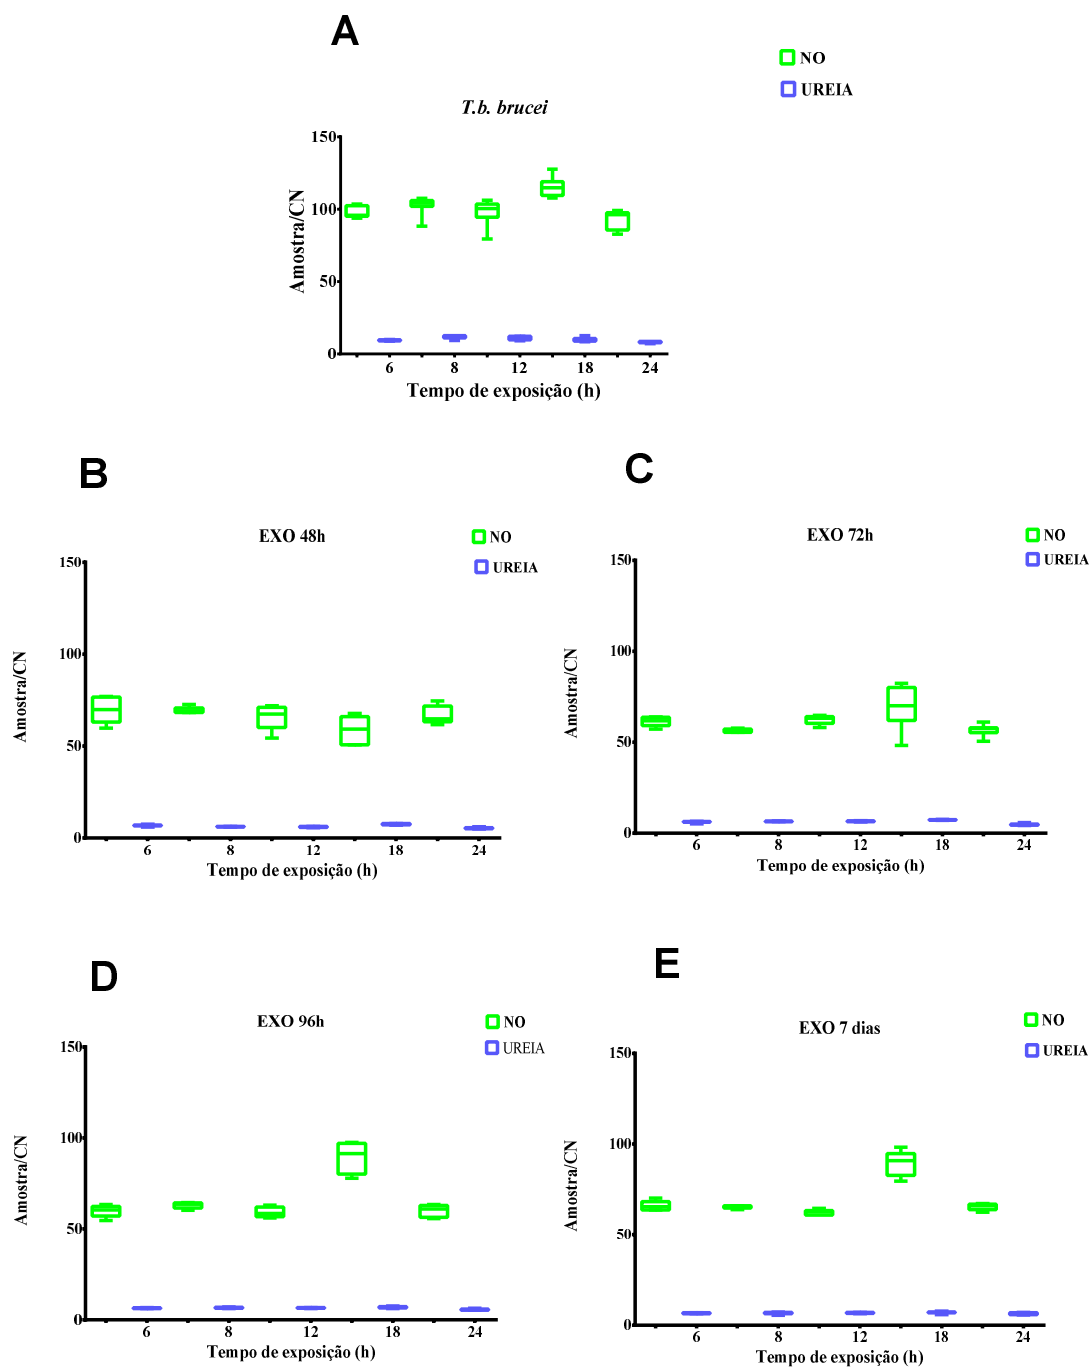 A
NO
UREIA
T.b. brucei
150
100
50
0
Amostra/CN
6 8 12 18 24
Tempo de exposição (h)
B
EXO 48h
NO
UREIA
150
100
50
0
Amostra/CN
6 8 12 18 24
Tempo de exposição (h)
C
EXO 72h
NO
UREIA
150
100
50
0
Amostra/CN
6 8 12 18 24
Tempo de exposição (h)
D
EXO 96h
NO
UREIA
150
100
50
0
Amostra/CN
6 8 12 18 24
Tempo de exposição (h)
E
EXO 7 dias
NO
UREIA
150
100
50
0
Amostra/CN
6 8 12 18 24
Tempo de exposição (h)